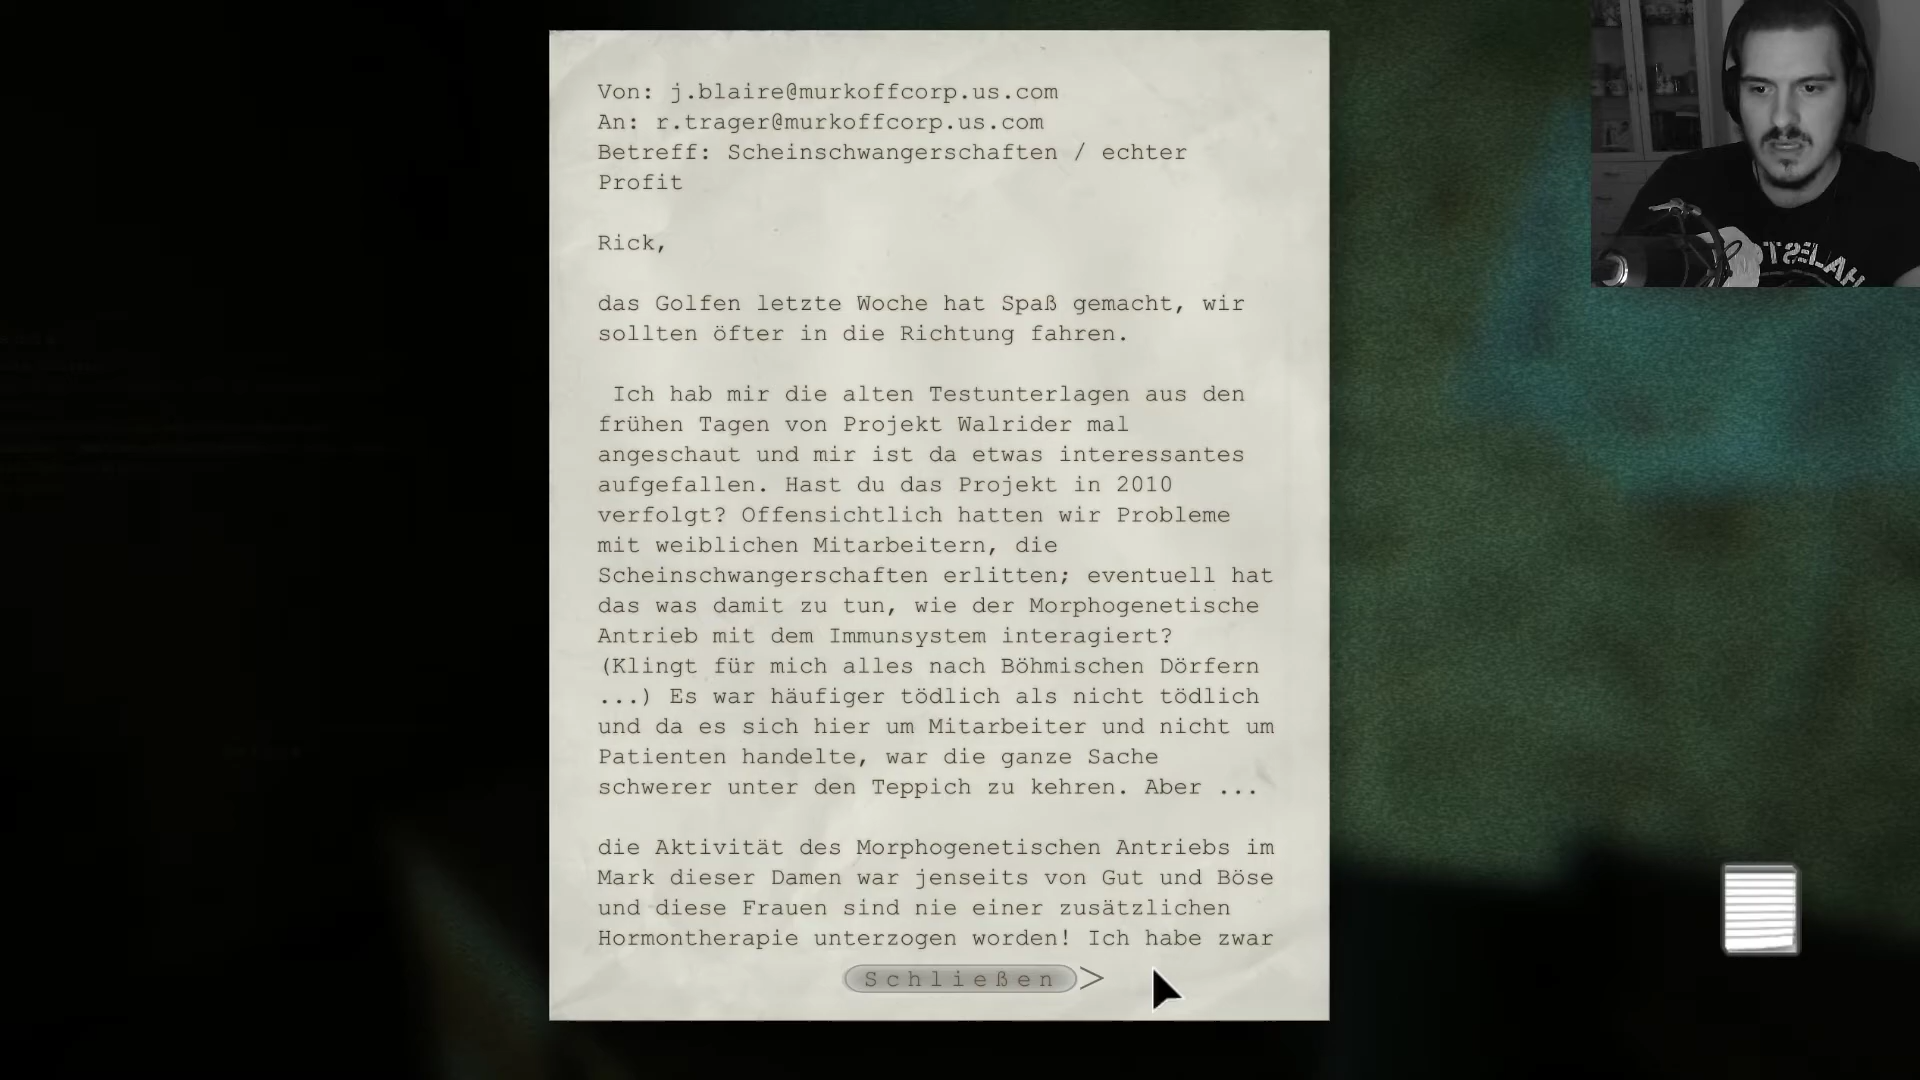 Von: j.blaire@murkoffcorp.us.com
An: r.trager@murkoffcorp.us.com
Betreff: Scheinschwangerschaften / echter
Profit
Rick,
das Golfen letzte Woche hat Spaß gemacht, wir
sollten öfter in die Richtung fahren.
Ich hab mir die alten Testunterlagen aus den
frühen Tagen von Projekt Walrider mal
angeschaut und mir ist da etwas interessantes
aufgefallen. Hast du das Projekt in 2010
verfolgt? Offensichtlich hatten wir Probleme
mit weiblichen Mitarbeitern, die
Scheinschwangerschaften erlitten; eventuell hat
das was damit zu tun, wie der Morphogenetische
Antrieb mit dem Immunsystem interagiert?
(Klingt für mich alles nach Böhmischen Dörfern
...) Es war häufiger tödlich als nicht tödlich
und da es sich hier um Mitarbeiter und nicht um
Patienten handelte, war die ganze Sache
schwerer unter den Teppich zu kehren. Aber ...
die Aktivität des Morphogenetischen Antriebs im
Mark dieser Damen war jenseits von Gut und Böse
und diese Frauen sind nie einer zusätzlichen
Hormontherapie unterzogen worden! Ich habe zwar
Schließen >